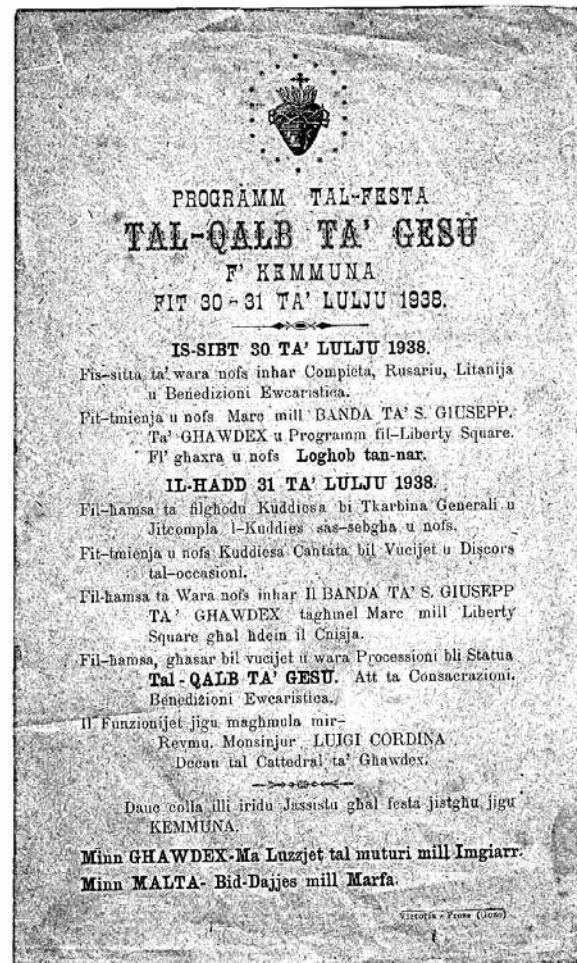 PROGRAMM TAL-FESTA
TAL-QALB TA' GESU
F' KEMMUNA
FIT 30-31 TA' LULJU 1938.
IS-SIBT 30 TA' LULJU 1938.
Fis-sitta ta' wara nofs inhar Compieta, Rusariu, Litanija
u Benedizioni Ewcaristica.
Fit-tmienja u nofs Marc mill BANDA TA' S. GIUSEPP.
TA' GHAWDEX u Programm fil-Liberty Square.
Fl' ghaxra u nofs Loghob tan-nar.
IL-HADD 31 TA' LULJU 1938.
Fil-hamsa ta filghodu Kuddiesa bi Tkarbina Generali u
Jitcompla l-Kuddies sas-sebgha u nofs.
Fit-tmienja u nofs Kuddiesa Cantata bil Vucijet u Discors
tal-occasioni.
Fil-hamsa ta Wara nofs inhar Il BANDA TA' S. GIUSEPP
TA' GHAWDEX taghmel Marc mill Liberty
Square ghal hdein il Cnisja.
Fil-hamsa, ghasar bil vucijet u wara Processioni bli Statua
Tal-QALB TA' GESU. Att ta Consacrazioni.
Benedizioni Ewcaristica.
Il Funzionijet jigu maghmula mir-
Revmu. Monsinjur LUIGI CORDINA
Decan tal Cattedral ta' Ghawdex.
Dauc colla illi iridu Jassistu ghal festa jistghu jigu
KEMMUNA.
Minn GHAWDEX-Ma Luzzjet tal muturi mill Imgiarr.
Minn MALTA- Bid-Dajjes mill Marfa.
Victoria - Press (Gozo)